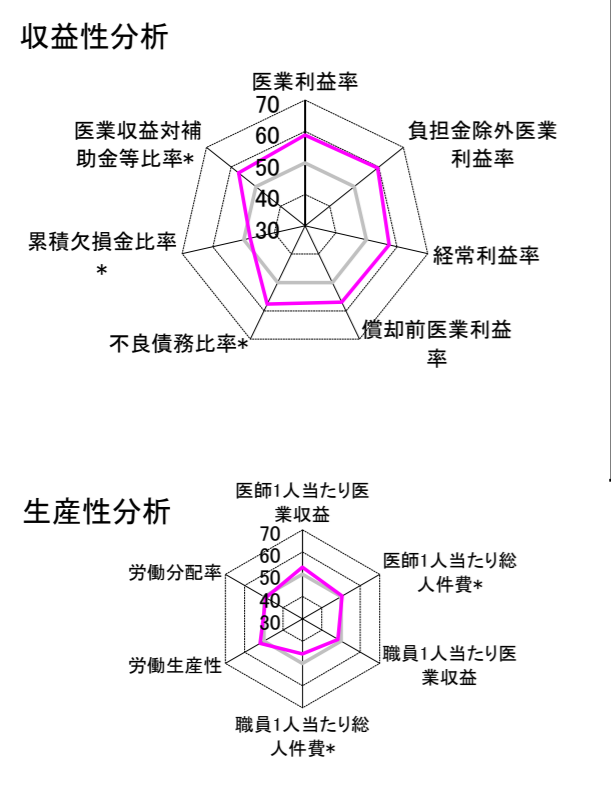 収益性分析
医業利益率
70
60
50
40
30
負担金除外医業
利益率
経常利益率
償却前医業利益
率
不良債務比率*
累積欠損金比率
*
医業収益対補
助金等比率*
生産性分析
医師1人当たり医
業収益
70
60
50
40
30
医師1人当たり総
人件費*
職員1人当たり医
業収益
職員1人当たり総
人件費*
労働生産性
労働分配率